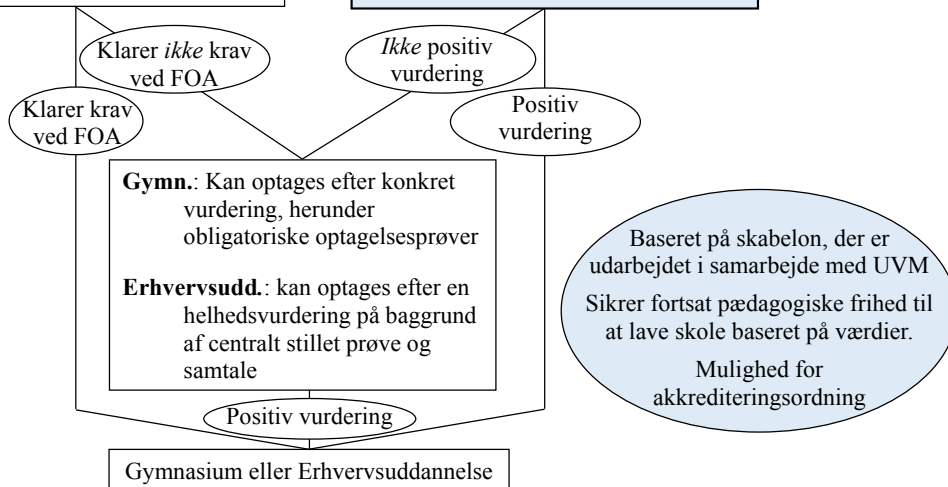 Klarer ikke krav
ved FOA
Ikke positiv
vurdering
Klarer krav
ved FOA
Positiv
vurdering
Gymn.: Kan optages efter konkret
vurdering, herunder
obligatoriske optagelsesprøver
Erhvervsudd.: kan optages efter en
helhedsvurdering på baggrund
af centralt stillet prøve og
samtale
Baseret på skabelon, der er
udarbejdet i samarbejde med UVM
Sikrer fortsat pædagogiske frihed til
at lave skole baseret på værdier.
Mulighed for
akkrediteringsordning
Positiv vurdering
Gymnasium eller Erhvervsuddannelse